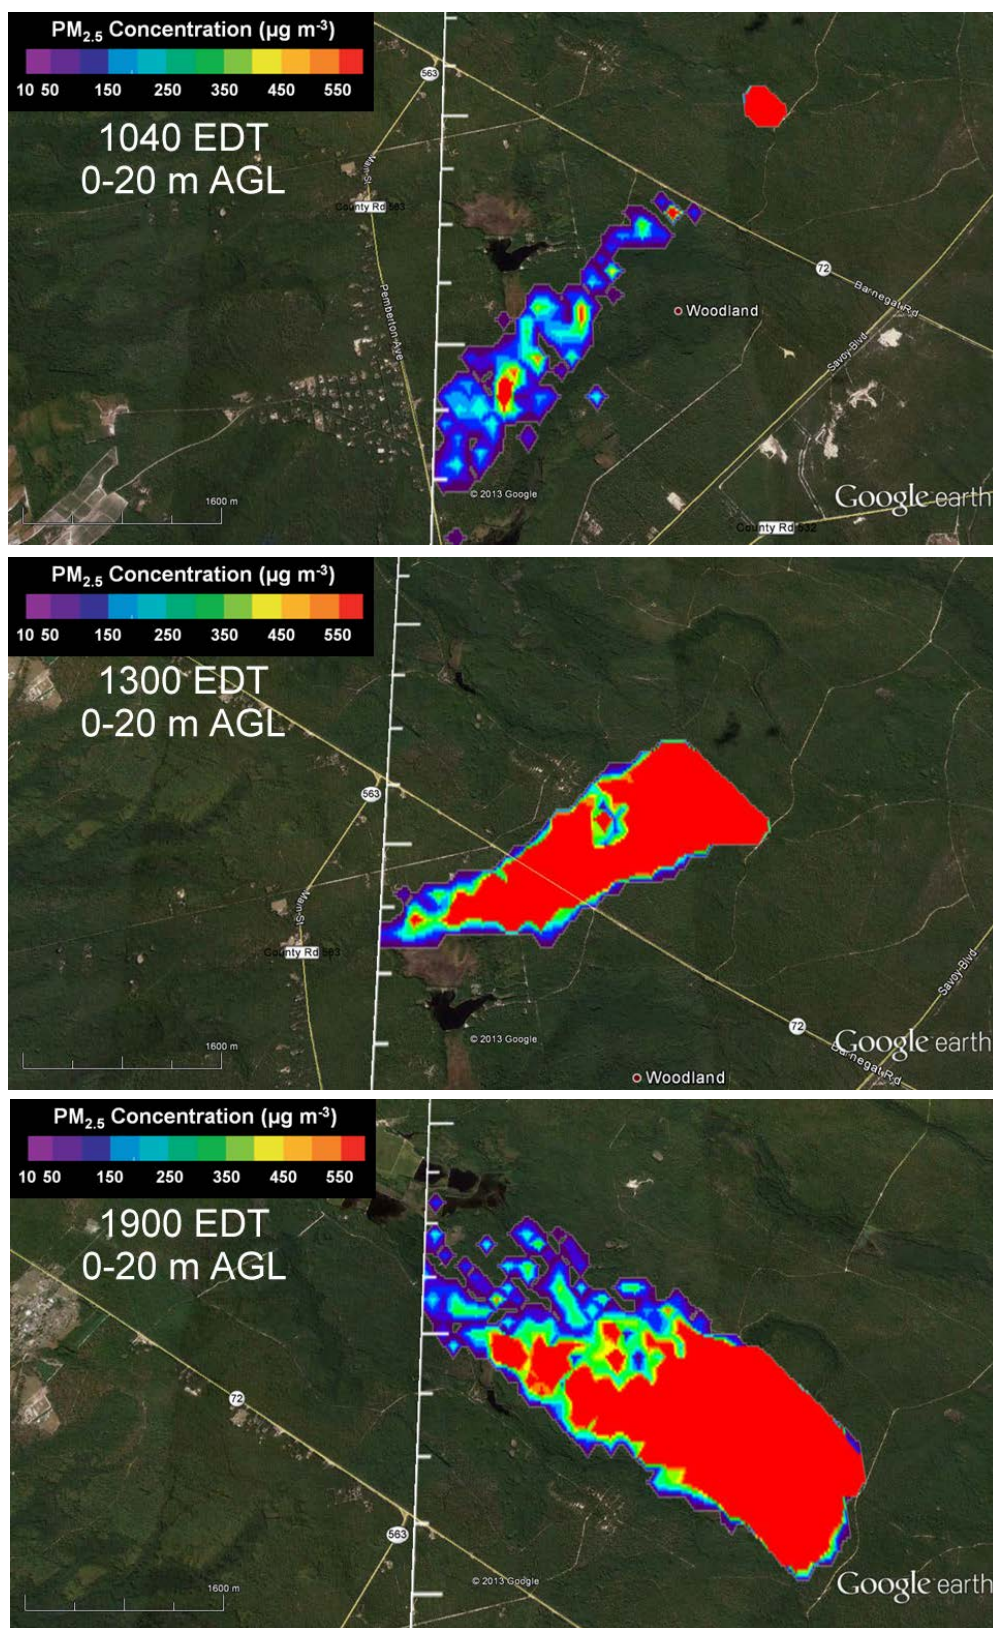 PM2.5 Concentration (µg m-3)
10 50 150 250 350 450 550
1040 EDT
0-20 m AGL
563
Main-St
County Rd 563
Pemberton Ave
72
Barnegat Rd
Woodland
Savoy-Blvd
1600 m
© 2013 Google
Google earth
County Rd 532
PM2.5 Concentration (µg m-3)
10 50 150 250 350 450 550
1300 EDT
0-20 m AGL
563
Main-St
County Rd 563
Savoy-Blvd
72
1600 m
© 2013 Google
Google earth
Barnegat Rd
Woodland
PM2.5 Concentration (µg m-3)
10 50 150 250 350 450 550
1900 EDT
0-20 m AGL
72
563
1600 m
© 2013 Google
Google earth